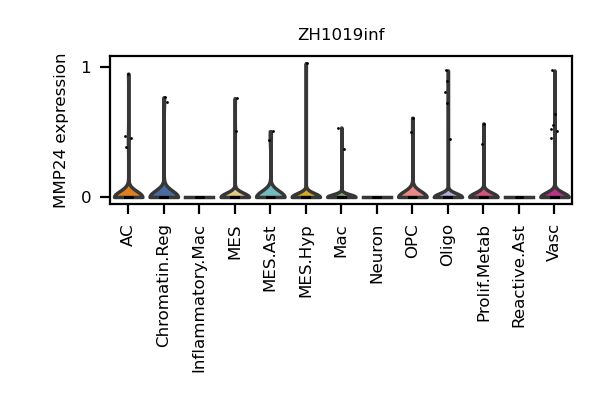 ZH1019inf
MMP24 expression
1
0
AC
Chromatin.Reg
Inflammatory.Mac
MES
MES.Ast
MES.Hyp
Mac
Neuron
OPC
Oligo
Prolif.Metab
Reactive.Ast
Vasc